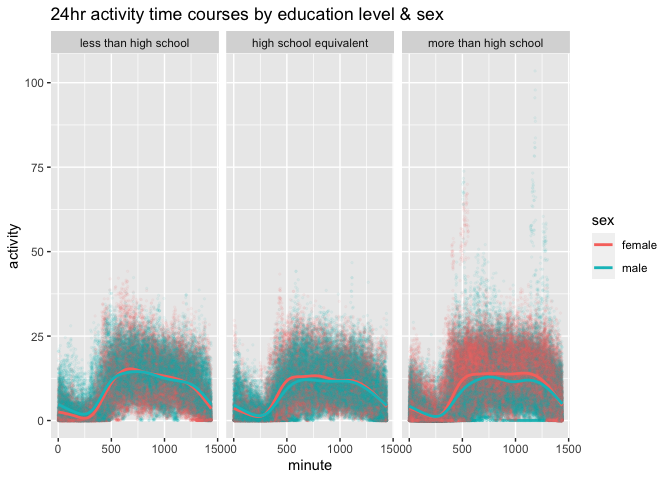 24hr activity time courses by education level & sex
less than high school
high school equivalent
more than high school
100
75
50
25
0
activity
0 500 1000 1500
0 500 1000 1500
0 500 1000 1500
minute
sex
female
male